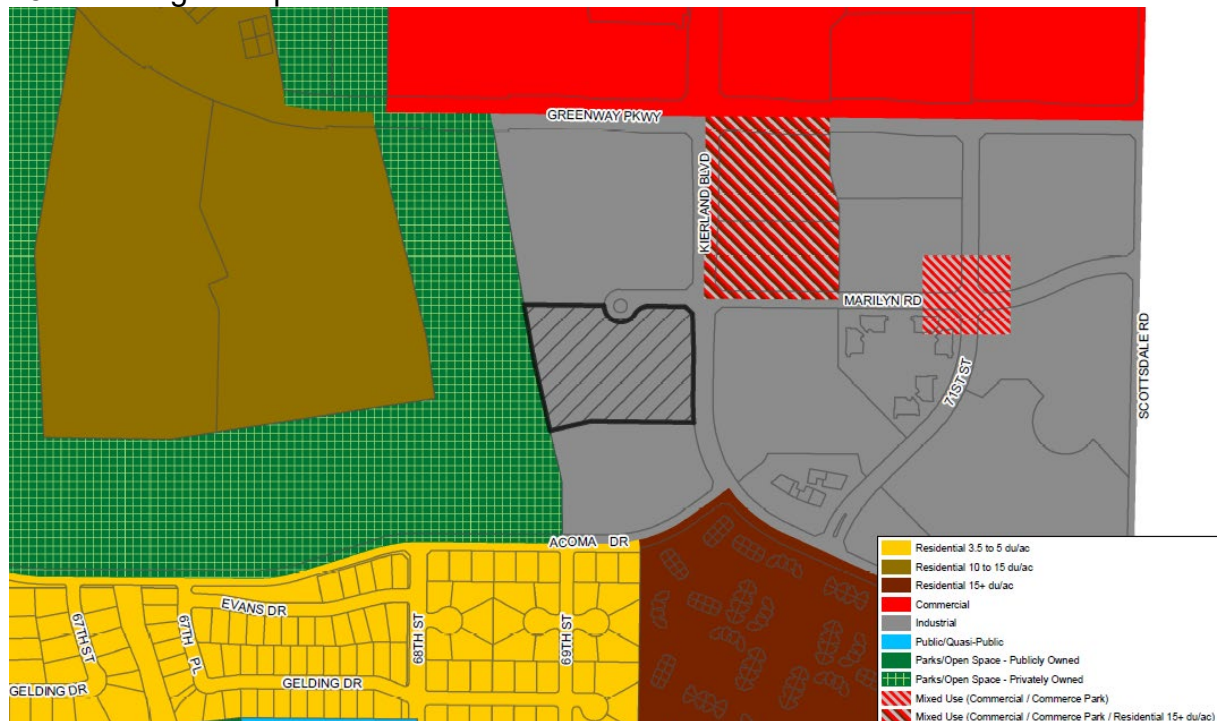 GREENWAY PKWY
KIERLAND BLVD
MARILYN RD
SCOTTSDALE RD
71ST ST
ACOMA DR
EVANS DR
67TH ST
67TH PL
68TH ST
69TH ST
GELDING DR
GELDING DR
Residential 3.5 to 5 du/ac
Residential 10 to 15 du/ac
Residential 15+ du/ac
Commercial
Industrial
Public/Quasi-Public
Parks/Open Space - Publicly Owned
Parks/Open Space - Privately Owned
Mixed Use (Commercial / Commerce Park)
Mixed Use (Commercial / Commerce Park / Residential 15+ du/ac)